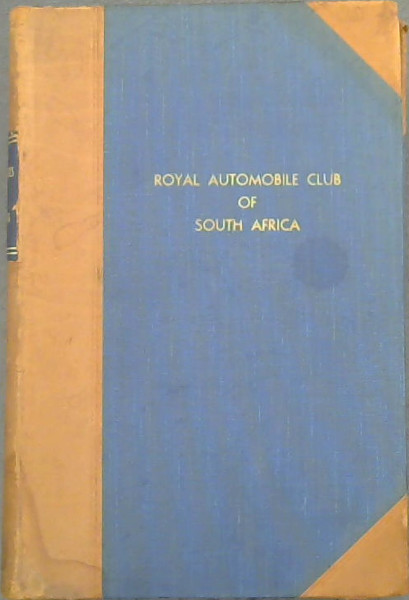 ROYAL AUTOMOBILE CLUB
OF
SOUTH AFRICA